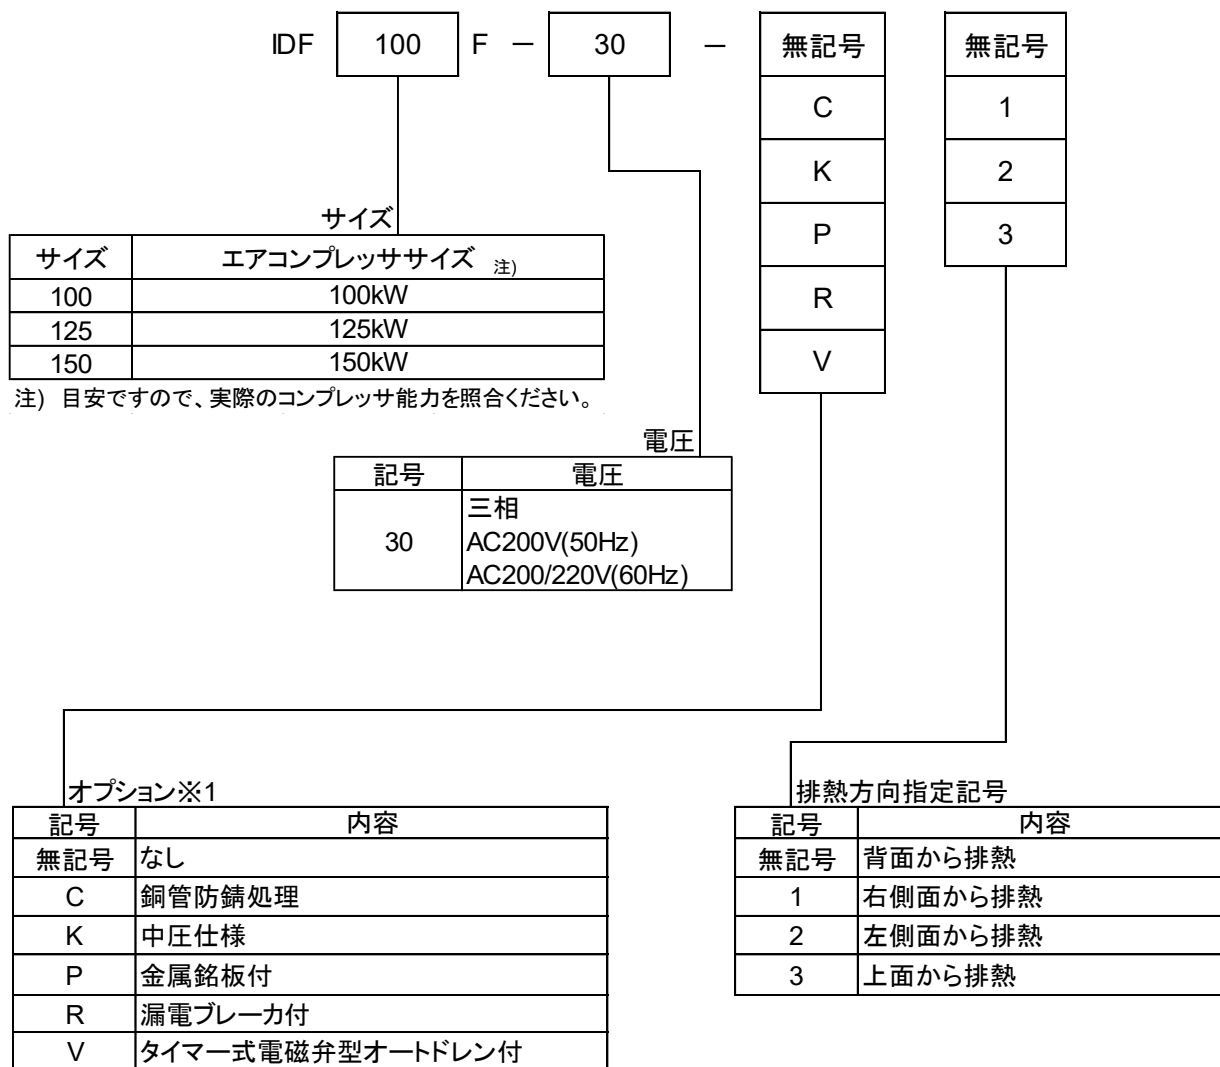 IDF 100 F － 30 － 無記号 無記号
C 1
K 2
P 3
R
V
サイズ
サイズ エアコンプレッササイズ 注)
100 100kW
125 125kW
150 150kW
注) 目安ですので、実際のコンプレッサ能力を照合ください。
電圧
記号 電圧
30 三相
AC200V(50Hz)
AC200/220V(60Hz)
オプション※1
記号 内容
無記号 なし
C 銅管防錆処理
K 中圧仕様
P 金属銘板付
R 漏電ブレーカ付
V タイマー式電磁弁型オートドレン付
排熱方向指定記号
記号 内容
無記号 背面から排熱
1 右側面から排熱
2 左側面から排熱
3 上面から排熱